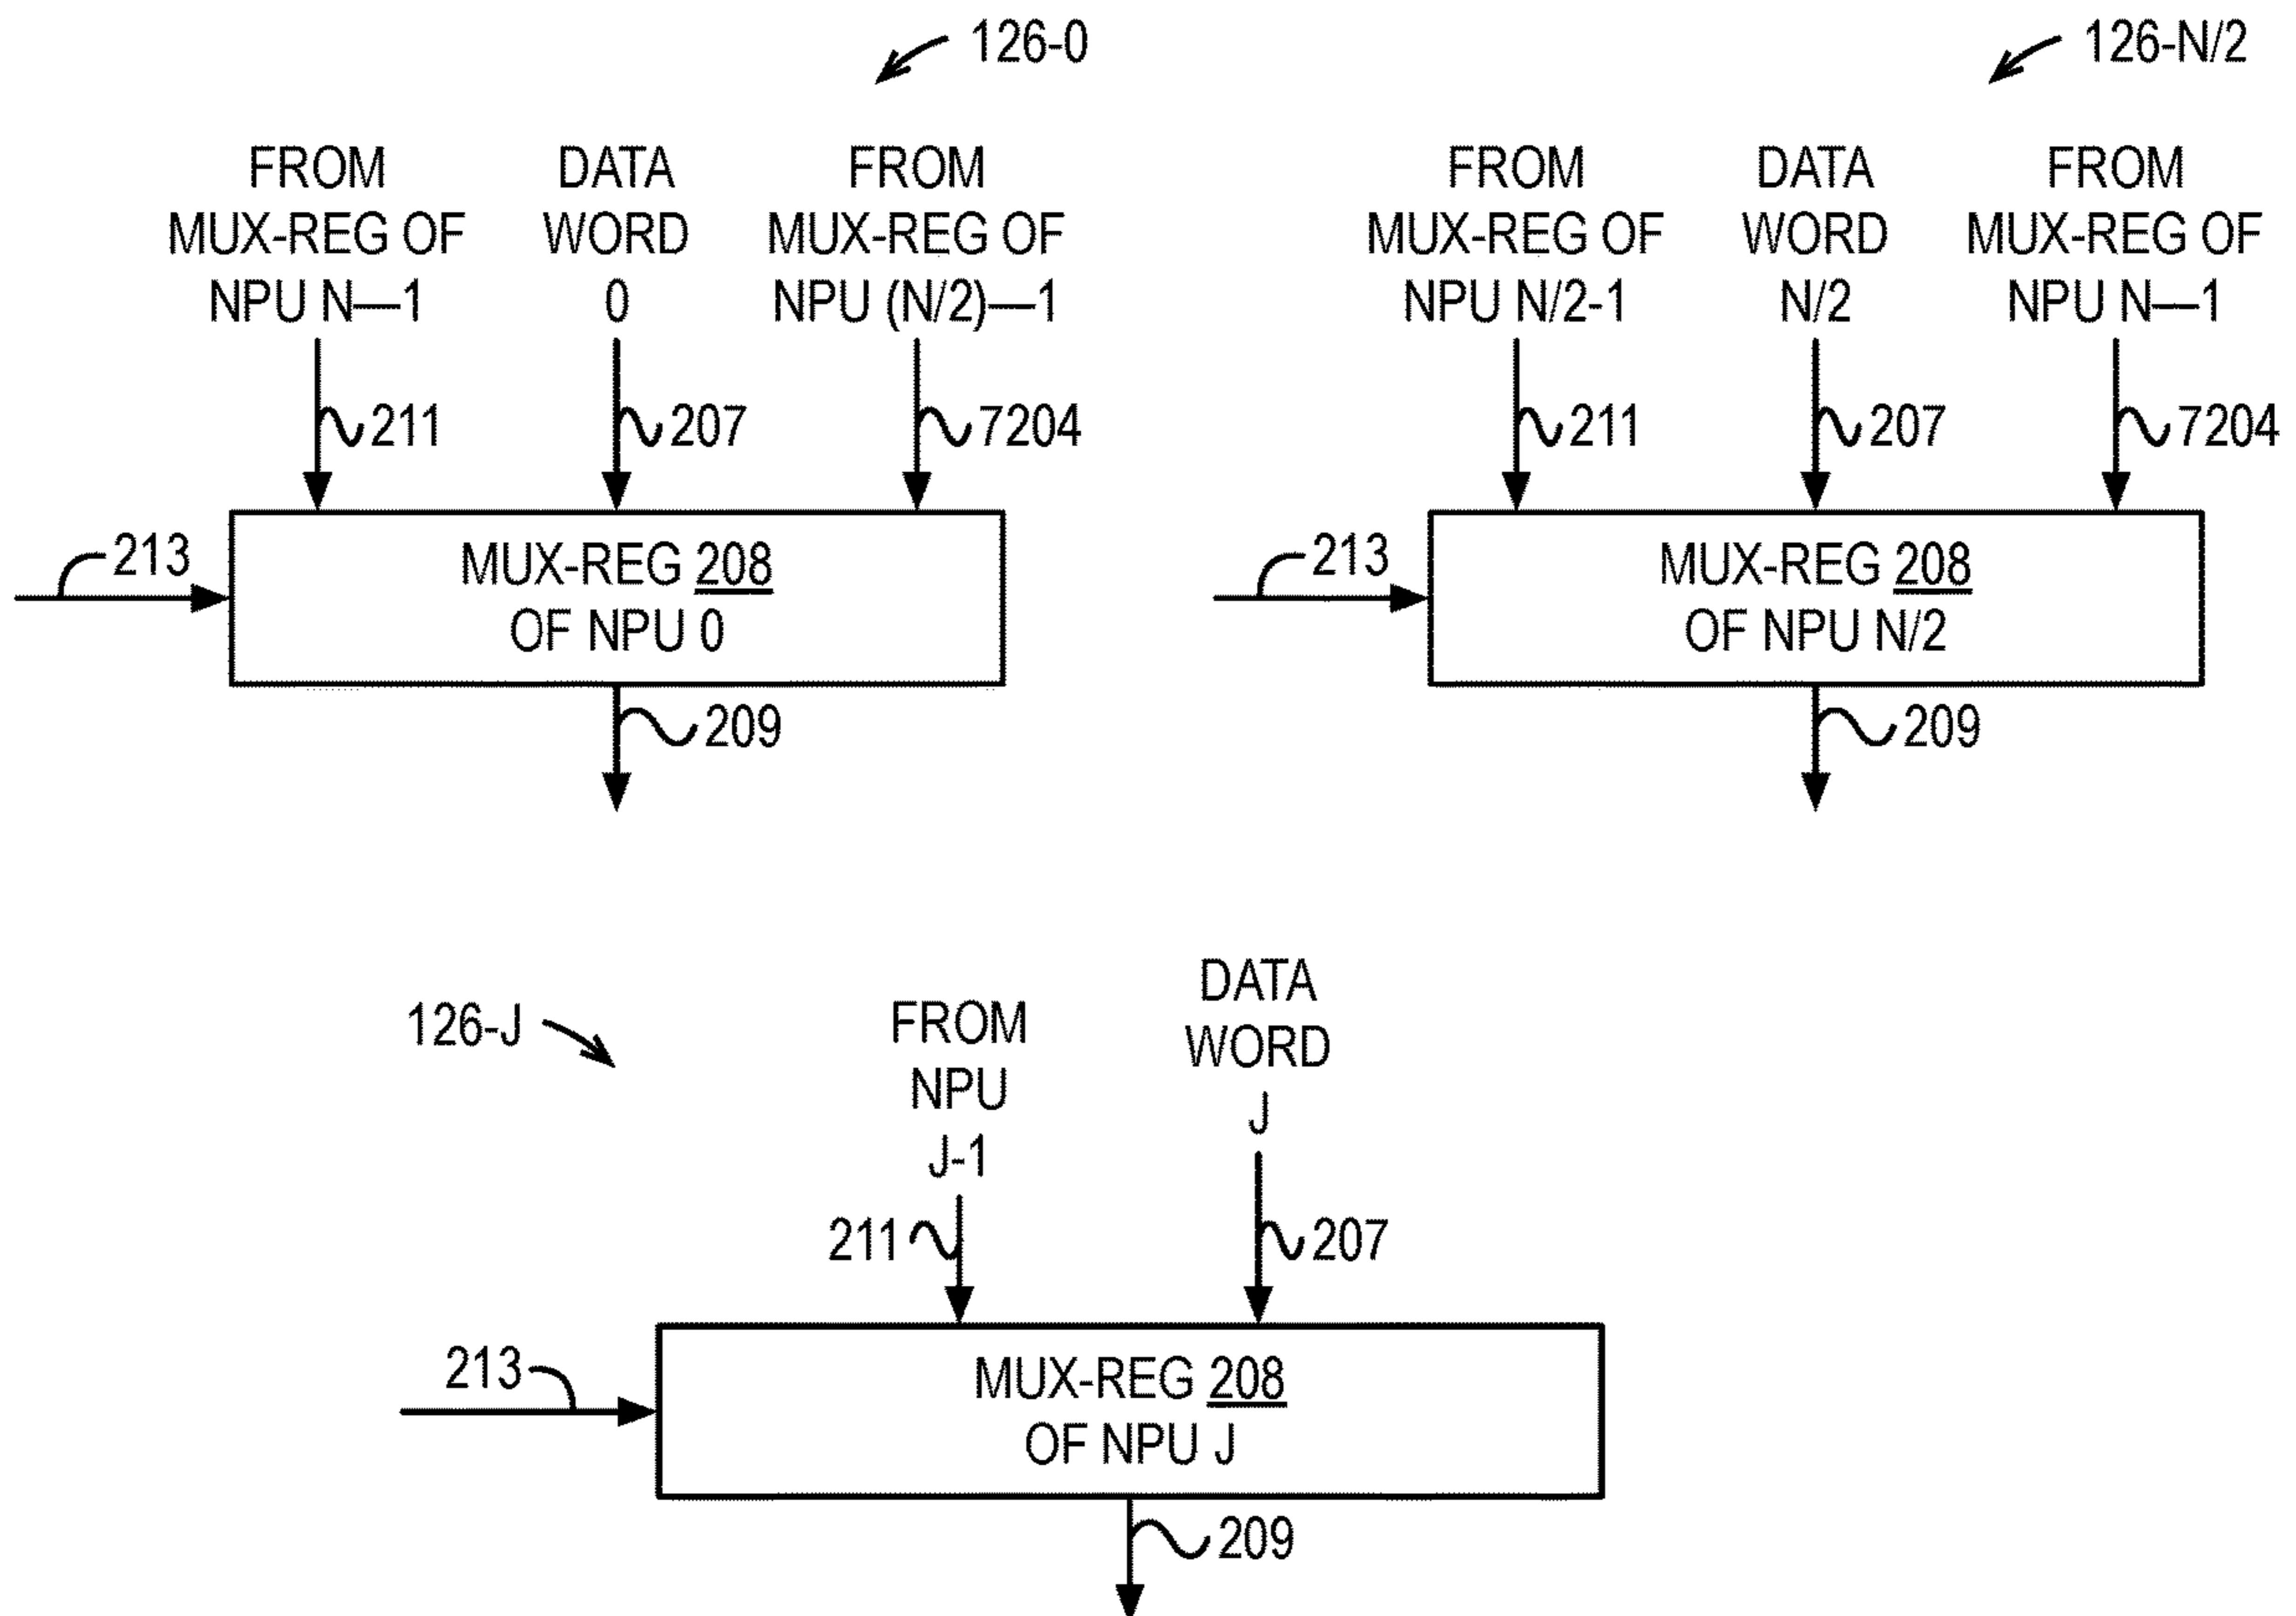 126-0
FROM
MUX-REG OF
NPU N—1
DATA
WORD
0
FROM
MUX-REG OF
NPU (N/2)—1
211
207
7204
213
MUX-REG 208
OF NPU 0
209
126-N/2
FROM
MUX-REG OF
NPU N/2-1
DATA
WORD
N/2
FROM
MUX-REG OF
NPU N—1
211
207
7204
213
MUX-REG 208
OF NPU N/2
209
126-J
FROM
NPU
J-1
DATA
WORD
J
211
207
213
MUX-REG 208
OF NPU J
209